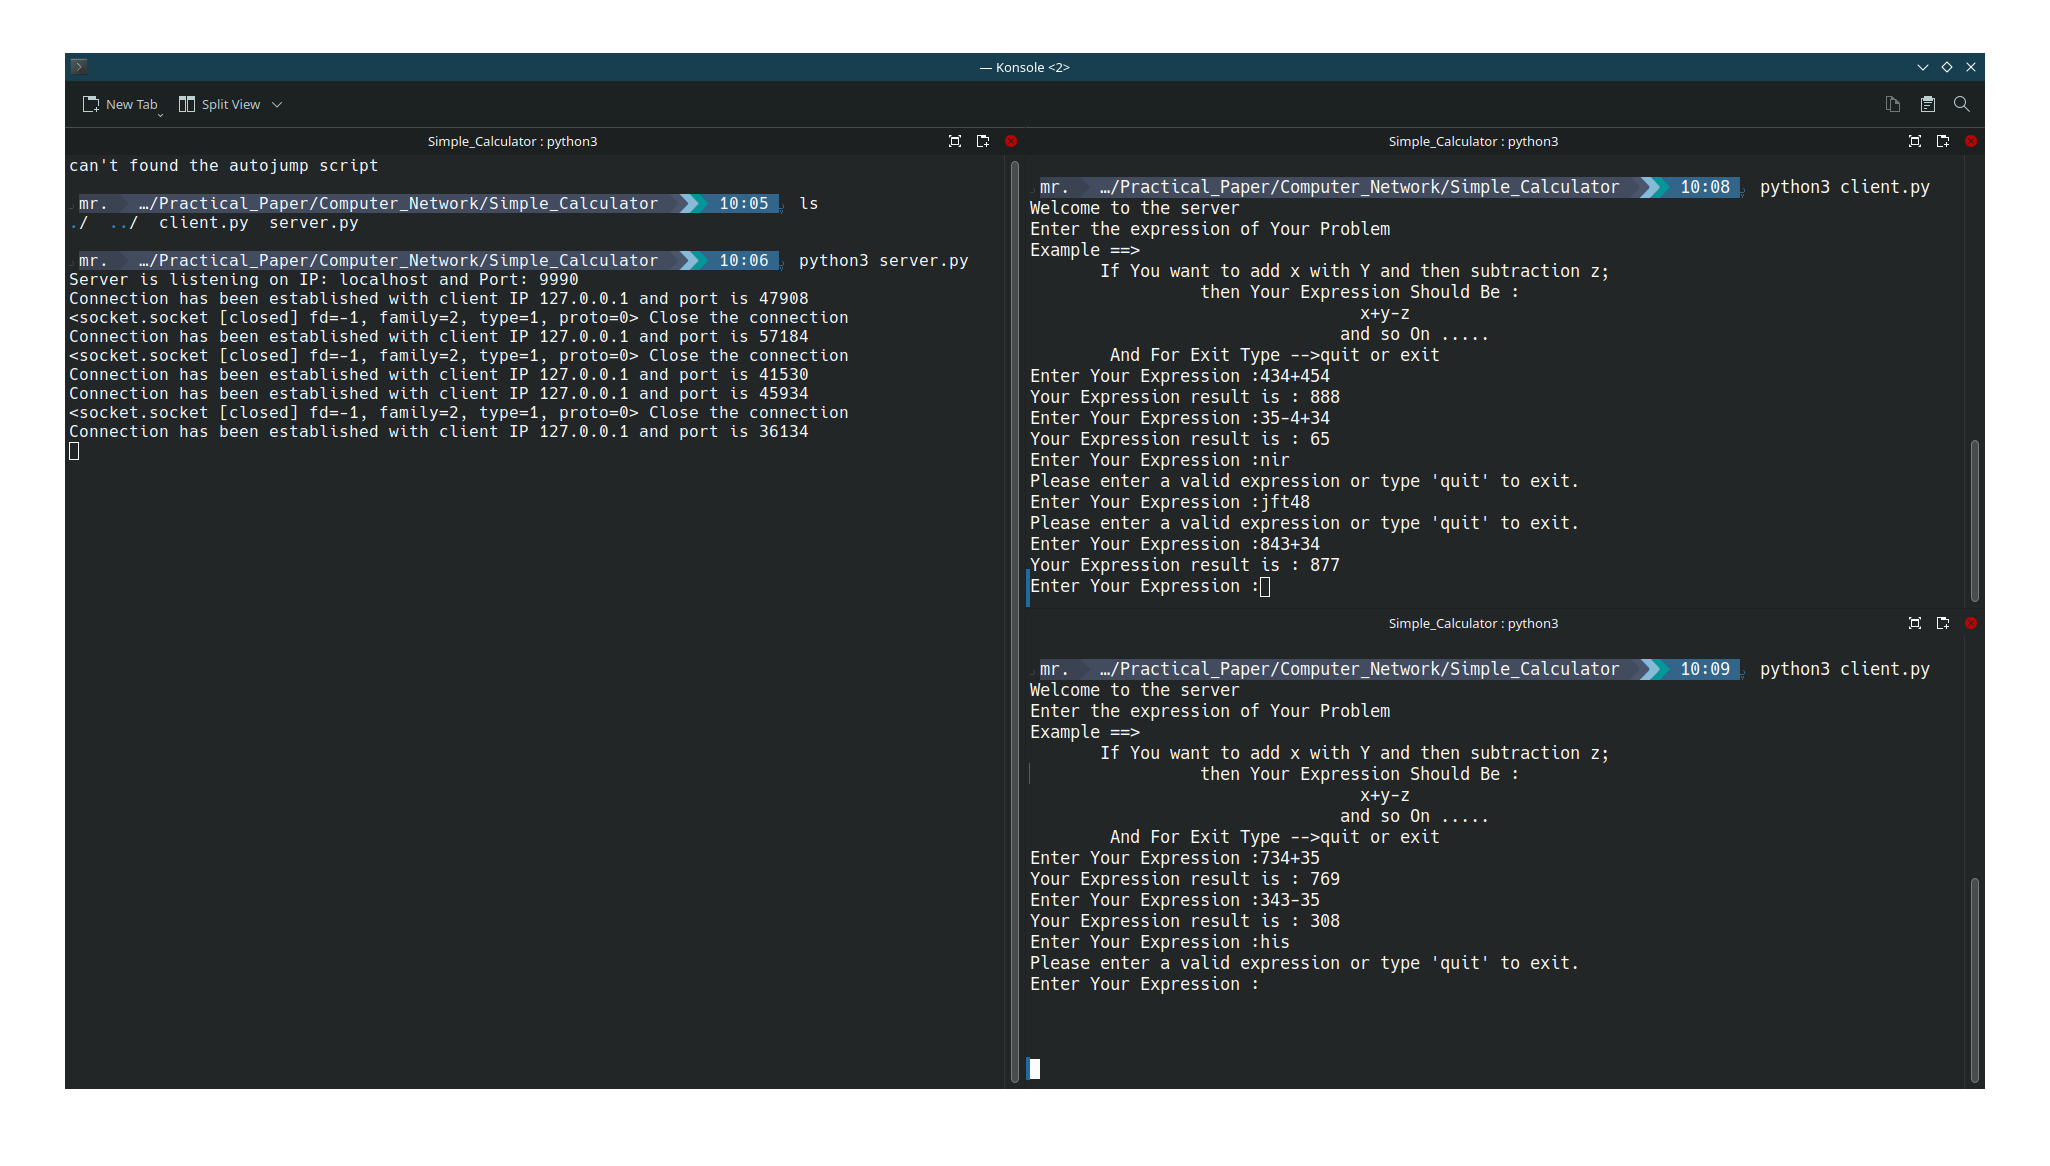 — Konsole <2>
New Tab Split View
Simple_Calculator : python3
can't found the autojump script
mr. …/Practical_Paper/Computer_Network/Simple_Calculator 10:05 ls
./ ../ client.py server.py
mr. …/Practical_Paper/Computer_Network/Simple_Calculator 10:06 python3 server.py
Server is listening on IP: localhost and Port: 9990
Connection has been established with client IP 127.0.0.1 and port is 47908
<socket.socket [closed] fd=-1, family=2, type=1, proto=0> Close the connection
Connection has been established with client IP 127.0.0.1 and port is 57184
<socket.socket [closed] fd=-1, family=2, type=1, proto=0> Close the connection
Connection has been established with client IP 127.0.0.1 and port is 41530
Connection has been established with client IP 127.0.0.1 and port is 45934
<socket.socket [closed] fd=-1, family=2, type=1, proto=0> Close the connection
Connection has been established with client IP 127.0.0.1 and port is 36134
Simple_Calculator : python3
mr. …/Practical_Paper/Computer_Network/Simple_Calculator 10:08 python3 client.py
Welcome to the server
Enter the expression of Your Problem
Example ==>
If You want to add x with Y and then subtraction z;
then Your Expression Should Be :
x+y-z
and so On .....
And For Exit Type -->quit or exit
Enter Your Expression :434+454
Your Expression result is : 888
Enter Your Expression :35-4+34
Your Expression result is : 65
Enter Your Expression :nir
Please enter a valid expression or type 'quit' to exit.
Enter Your Expression :jft48
Please enter a valid expression or type 'quit' to exit.
Enter Your Expression :843+34
Your Expression result is : 877
Enter Your Expression :
Simple_Calculator : python3
mr. …/Practical_Paper/Computer_Network/Simple_Calculator 10:09 python3 client.py
Welcome to the server
Enter the expression of Your Problem
Example ==>
If You want to add x with Y and then subtraction z;
then Your Expression Should Be :
x+y-z
and so On .....
And For Exit Type -->quit or exit
Enter Your Expression :734+35
Your Expression result is : 769
Enter Your Expression :343-35
Your Expression result is : 308
Enter Your Expression :his
Please enter a valid expression or type 'quit' to exit.
Enter Your Expression :